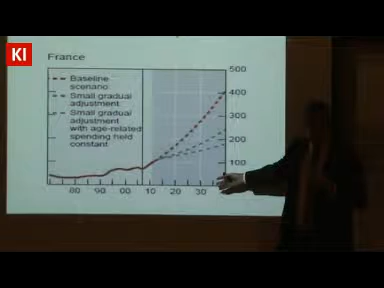 KI
France
500
Baseline
scenario
400
Small gradual
adjustment
300
Small gradual
adjustment
with age-related
spending held
constant
200
100
80 90 00 10 20 30